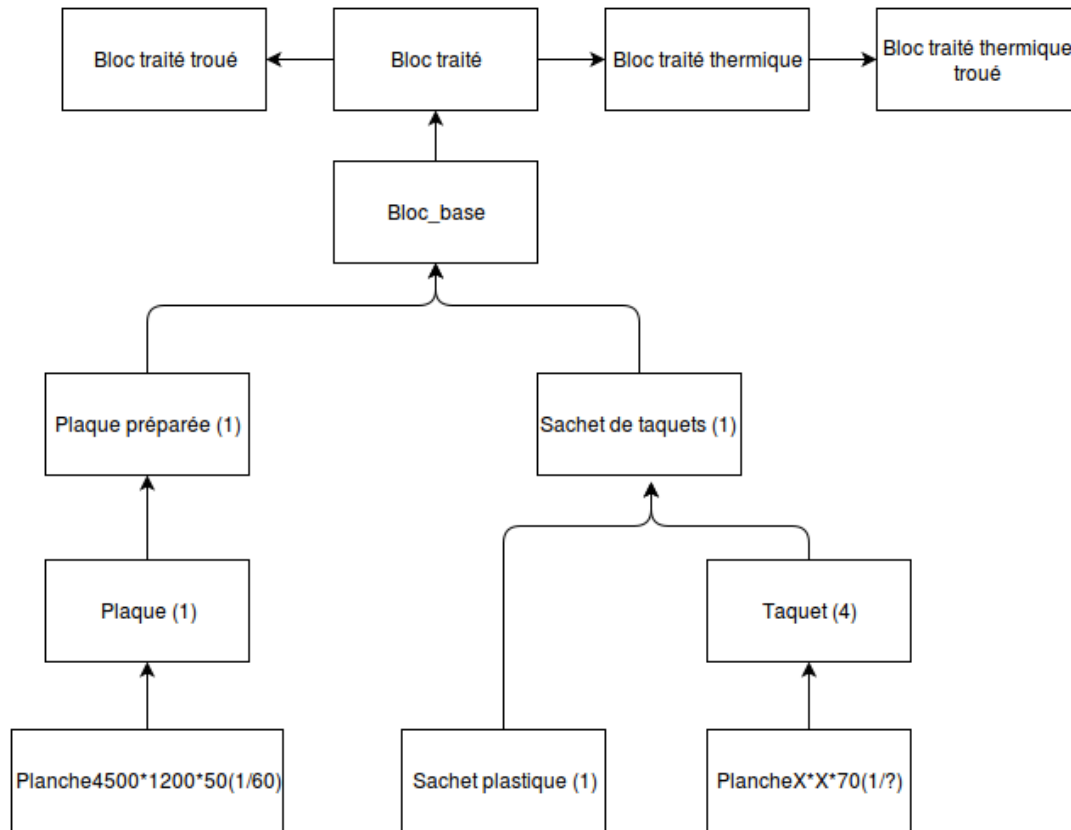 Bloc traité troué
Bloc traité
Bloc traité thermique
Bloc traité thermique
troué
Bloc_base
Plaque préparée (1)
Sachet de taquets (1)
Plaque (1)
Taquet (4)
Planche4500*1200*50(1/60)
Sachet plastique (1)
PlancheX*X*70(1/?)